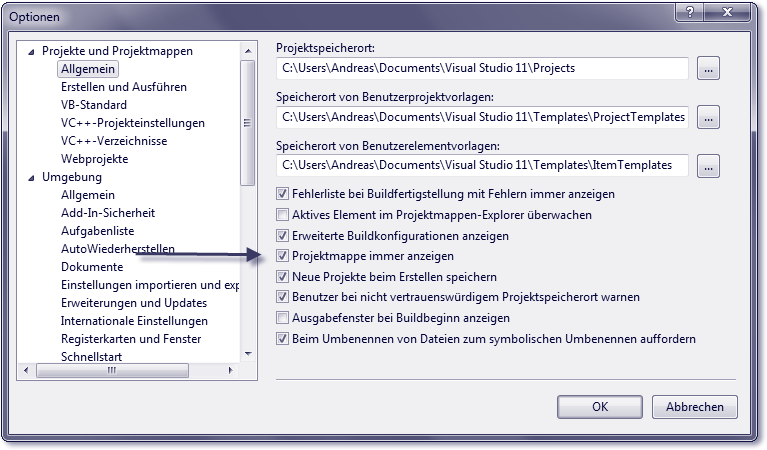 Optionen
Projekte und Projektmappen
Allgemein
Erstellen und Ausführen
VB-Standard
VC++-Projekteinstellungen
VC++-Verzeichnisse
Webprojekte
Umgebung
Allgemein
Add-In-Sicherheit
Aufgabenliste
AutoWiederherstellen
Dokumente
Einstellungen importieren und exp
Erweiterungen und Updates
Internationale Einstellungen
Registerkarten und Fenster
Schnellstart
Projektspeicherort:
C:\Users\Andreas\Documents\Visual Studio 11\Projects
...
Speicherort von Benutzerprojektvorlagen:
C:\Users\Andreas\Documents\Visual Studio 11\Templates\ProjectTemplates
...
Speicherort von Benutzerelementvorlagen:
C:\Users\Andreas\Documents\Visual Studio 11\Templates\ItemTemplates
...
Fehlerliste bei Buildfertigstellung mit Fehlern immer anzeigen
Aktives Element im Projektmappen-Explorer überwachen
Erweiterte Buildkonfigurationen anzeigen
Projektmappe immer anzeigen
Neue Projekte beim Erstellen speichern
Benutzer bei nicht vertrauenswürdigem Projektspeicherort warnen
Ausgabefenster bei Buildbeginn anzeigen
Beim Umbenennen von Dateien zum symbolischen Umbenennen auffordern
OK
Abbrechen